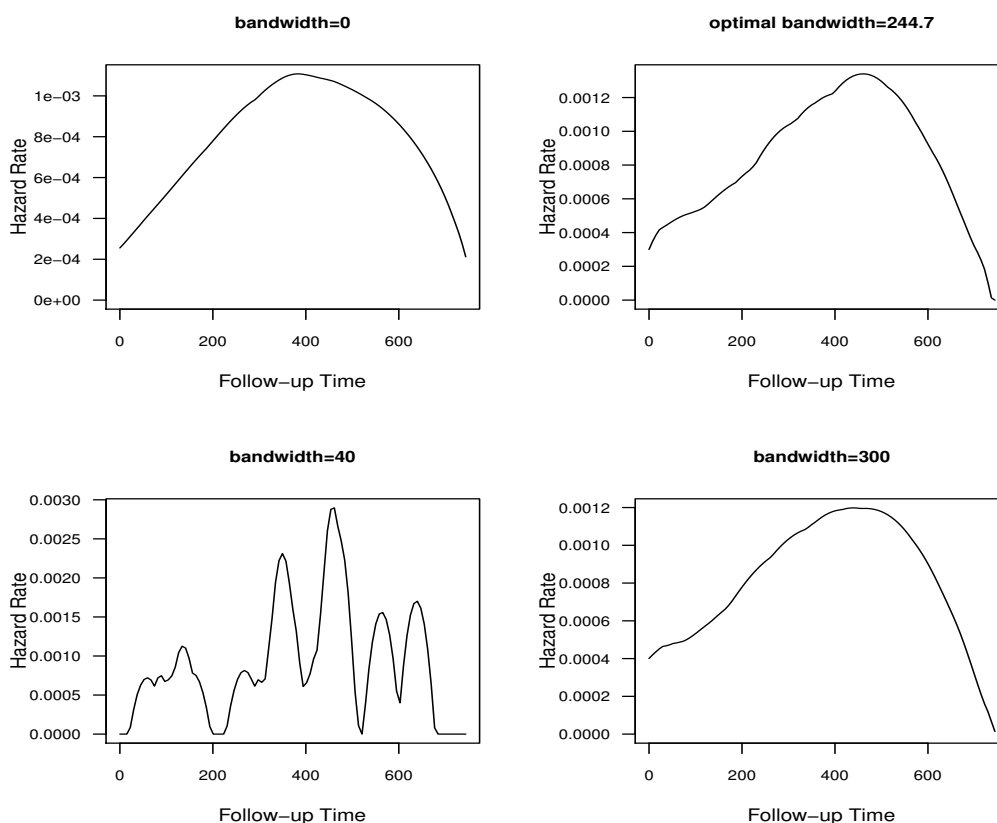 bandwidth=0
Hazard Rate
1e−03
8e−04
6e−04
4e−04
2e−04
0e+00
0 200 400 600
Follow−up Time
optimal bandwidth=244.7
Hazard Rate
0.0012
0.0010
0.0008
0.0006
0.0004
0.0002
0.0000
0 200 400 600
Follow−up Time
bandwidth=40
Hazard Rate
0.0030
0.0025
0.0020
0.0015
0.0010
0.0005
0.0000
0 200 400 600
Follow−up Time
bandwidth=300
Hazard Rate
0.0012
0.0010
0.0008
0.0006
0.0004
0.0002
0.0000
0 200 400 600
Follow−up Time